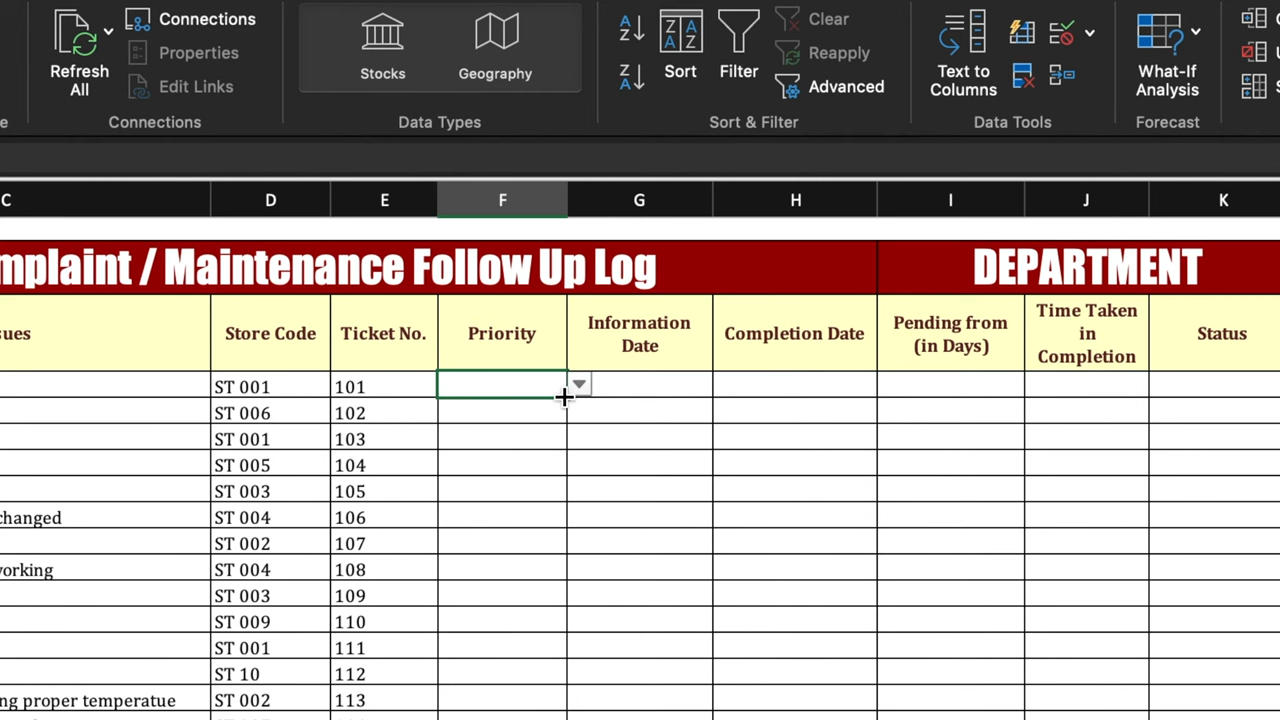 Refresh All
Connections
Properties
Edit Links
Connections
Stocks
Geography
Data Types
Sort
Filter
Clear
Reapply
Advanced
Sort & Filter
Text to Columns
Data Tools
What-If Analysis
Forecast
C D E F G H I J K
mplaint / Maintenance Follow Up Log DEPARTMENT
sues Store Code Ticket No. Priority Information Date Completion Date Pending from (in Days) Time Taken in Completion Status
ST 001 101
ST 006 102
ST 001 103
ST 005 104
ST 003 105
changed ST 004 106
ST 002 107
vorking ST 004 108
ST 003 109
ST 009 110
ST 001 111
ST 10 112
ng proper temperatue ST 002 113